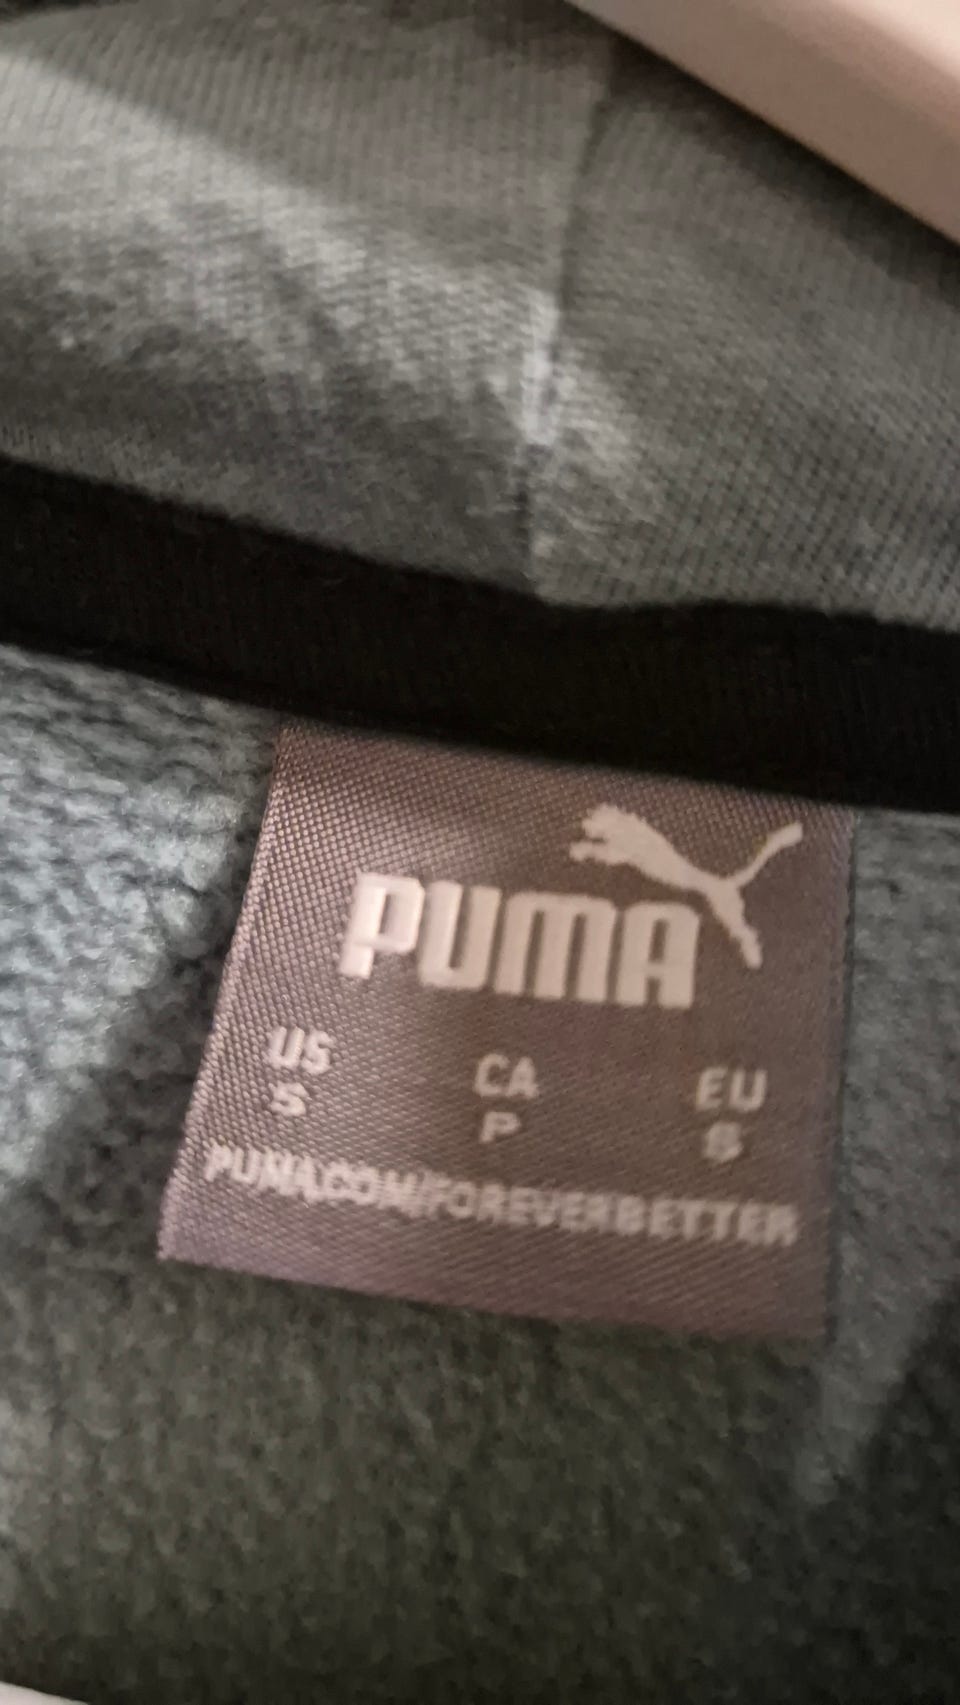 PUMA
US CA EU
S P S
PUMA.COM/FOREVERBETTER